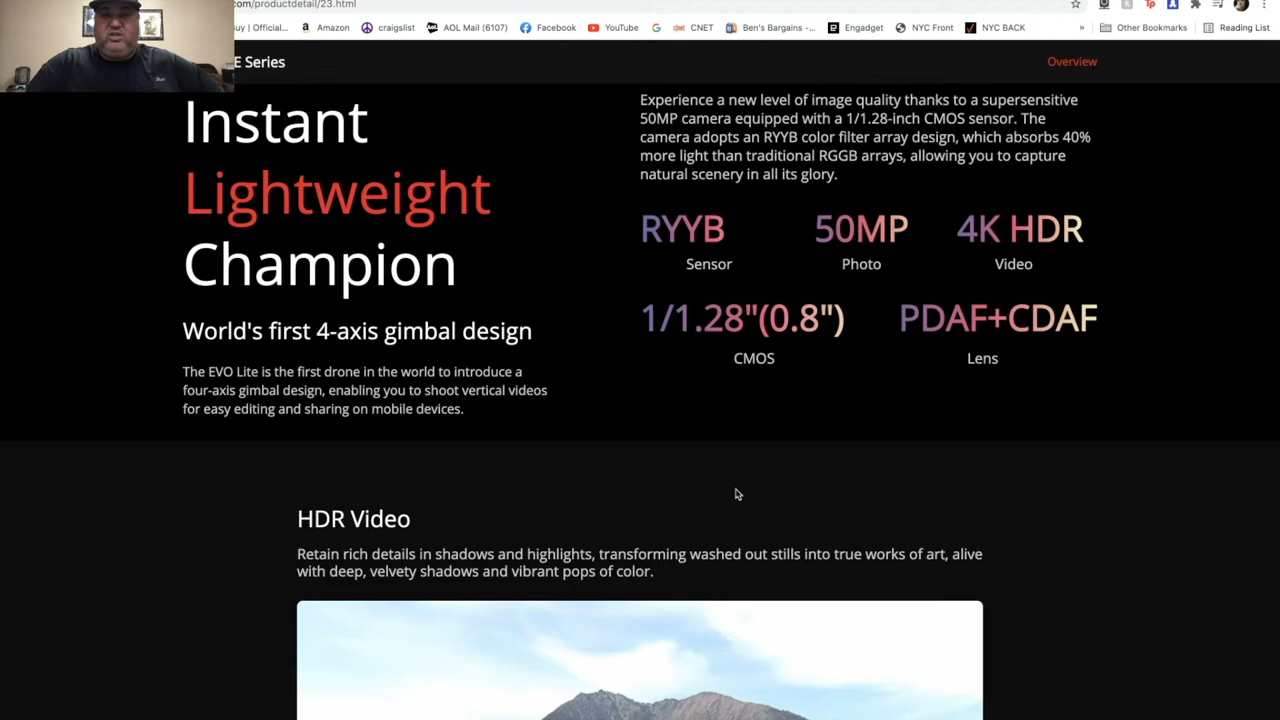 com/productdetail/23.html
uy | Official...
Amazon
craigslist
AOL Mail (6107)
Facebook
YouTube
CNET
Ben's Bargains -...
Engadget
NYC Front
NYC BACK
»
Other Bookmarks
Reading List
E Series
Overview
Instant
Lightweight
Champion
World's first 4-axis gimbal design
The EVO Lite is the first drone in the world to introduce a
four-axis gimbal design, enabling you to shoot vertical videos
for easy editing and sharing on mobile devices.
Experience a new level of image quality thanks to a supersensitive
50MP camera equipped with a 1/1.28-inch CMOS sensor. The
camera adopts an RYYB color filter array design, which absorbs 40%
more light than traditional RGGB arrays, allowing you to capture
natural scenery in all its glory.
RYYB
Sensor
50MP
Photo
4K HDR
Video
1/1.28"(0.8")
CMOS
PDAF+CDAF
Lens
HDR Video
Retain rich details in shadows and highlights, transforming washed out stills into true works of art, alive
with deep, velvety shadows and vibrant pops of color.